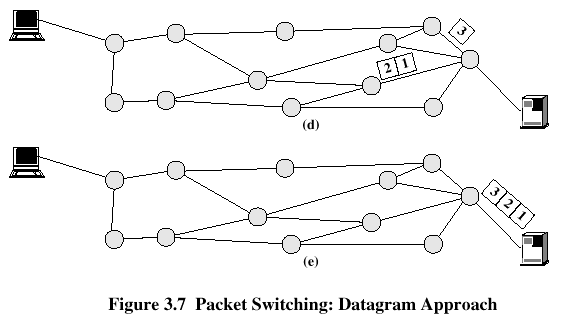 3
2 1
(d)
3 2 1
(e)
Figure 3.7 Packet Switching: Datagram Approach